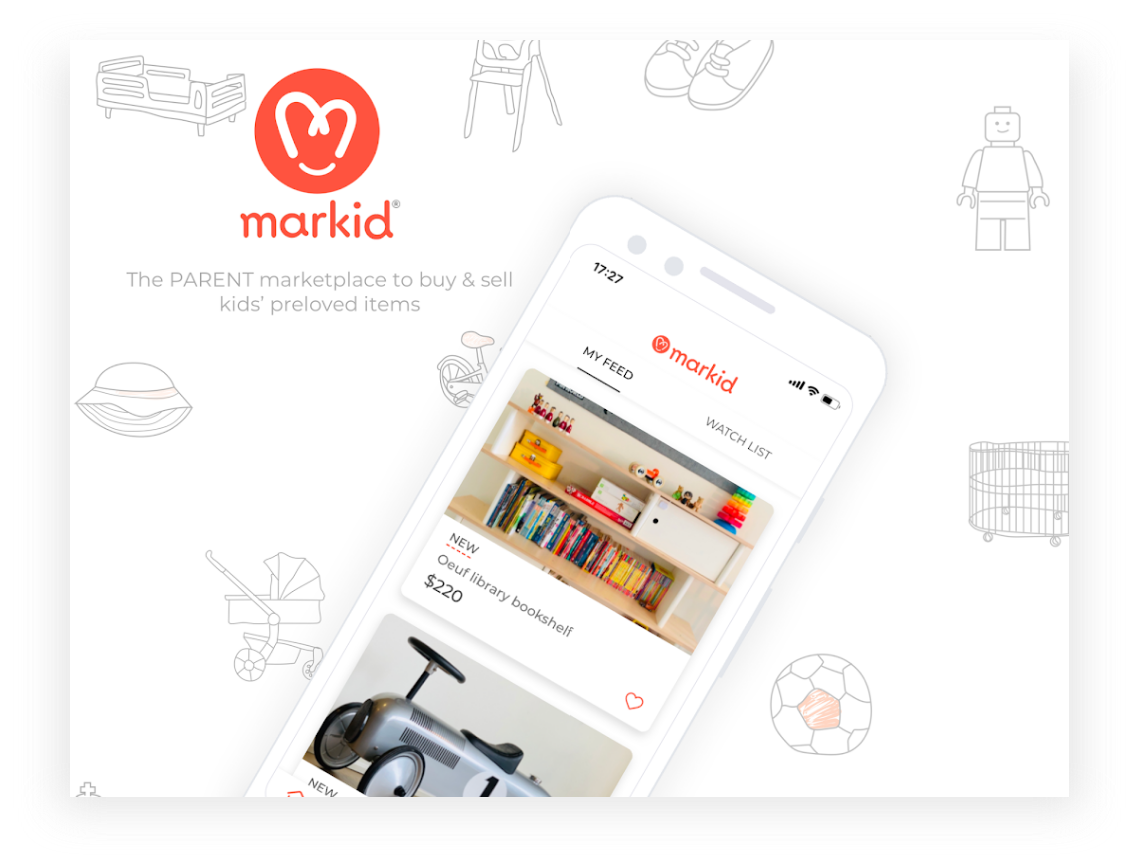 markid®
The PARENT marketplace to buy & sell
kids’ preloved items
17:27
markid
MY FEED
WATCH LIST
NEW
Oeuf library bookshelf
$220
1
NEW